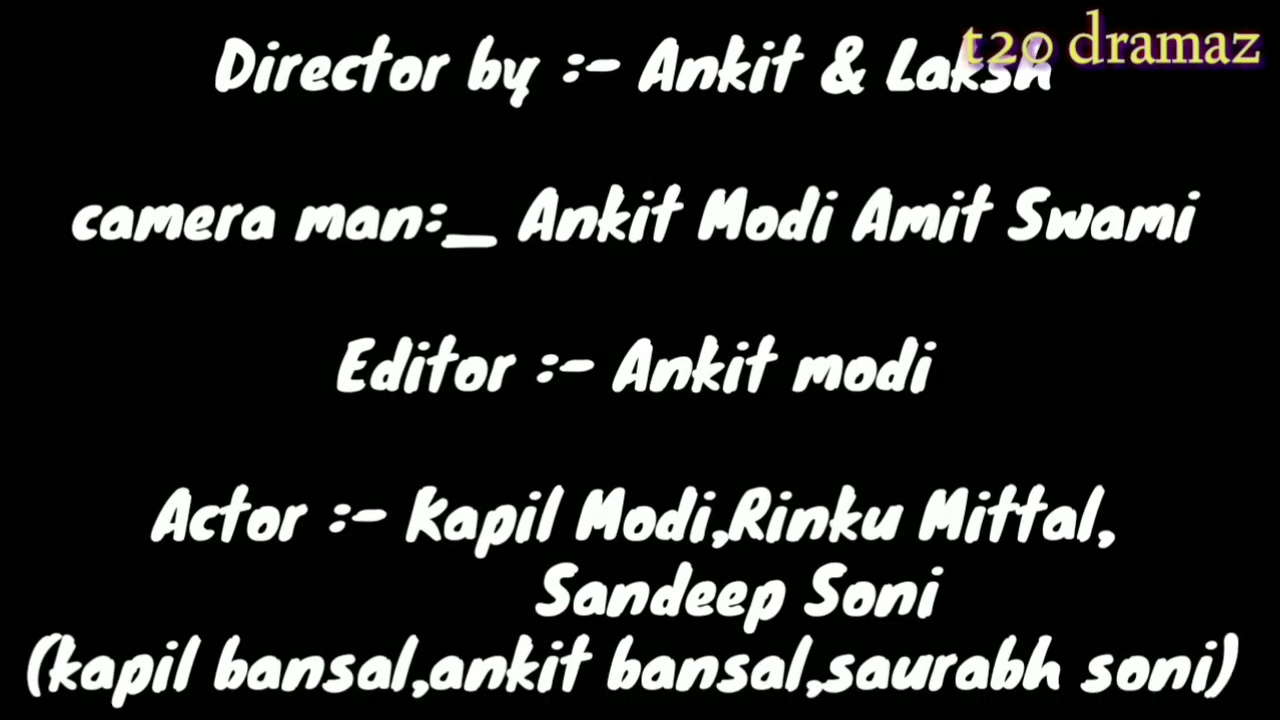 t20 dramaz
Director by :- Ankit & Laksh
camera man:_ Ankit Modi Amit Swami
Editor :- Ankit modi
Actor :- Kapil Modi,Rinku Mittal,
Sandeep Soni
(kapil bansal,ankit bansal,saurabh soni)